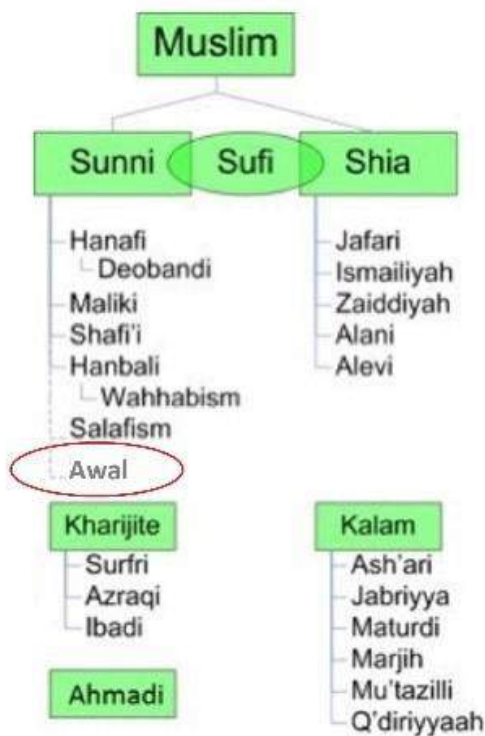 Muslim
Sunni Sufi Shia
Hanafi
Deobandi
Maliki
Shafi'i
Hanbali
Wahhabism
Salafism
Awal
Jafari
Ismailiyah
Zaiddiyah
Alani
Alevi
Kharijite
Surfri
Azraqi
Ibadi
Ahmadi
Kalam
Ash'ari
Jabriyya
Maturdi
Marjih
Mu'tazilli
Q'diriyyaah